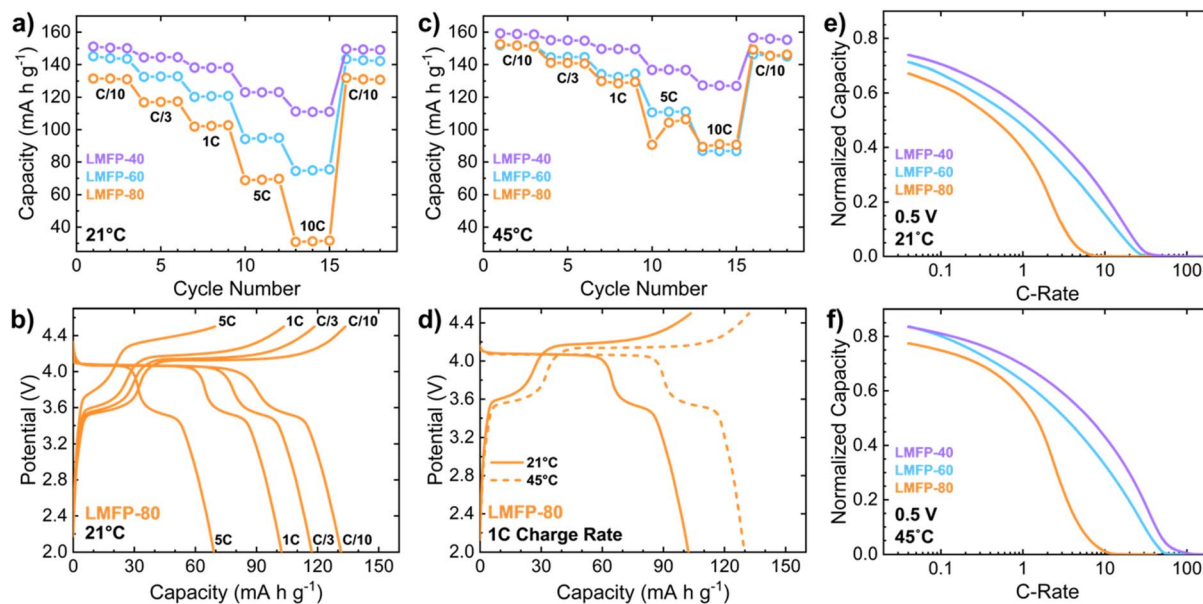 a)
160
140
120
100
80
60
40
Capacity (mA h g⁻¹)
C/10
C/3
1C
5C
10C
C/10
LMFP-40
LMFP-60
LMFP-80
21°C
0 5 10 15
Cycle Number
c)
160
140
120
100
80
60
40
Capacity (mA h g⁻¹)
C/10
C/3
1C
5C
10C
C/10
LMFP-40
LMFP-60
LMFP-80
45°C
0 5 10 15
Cycle Number
e)
0.8
0.6
0.4
0.2
0.0
Normalized Capacity
LMFP-40
LMFP-60
LMFP-80
0.5 V
21˚C
0.1 1 10 100
C-Rate
b)
4.4
4.0
3.6
3.2
2.8
2.4
2.0
Potential (V)
5C 1C C/3 C/10
LMFP-80
21°C
5C 1C C/3 C/10
0 30 60 90 120 150
Capacity (mA h g⁻¹)
d)
4.4
4.0
3.6
3.2
2.8
2.4
2.0
Potential (V)
21°C
45°C
LMFP-80
1C Charge Rate
0 30 60 90 120 150
Capacity (mA h g⁻¹)
f)
0.8
0.6
0.4
0.2
0.0
Normalized Capacity
LMFP-40
LMFP-60
LMFP-80
0.5 V
45˚C
0.1 1 10 100
C-Rate